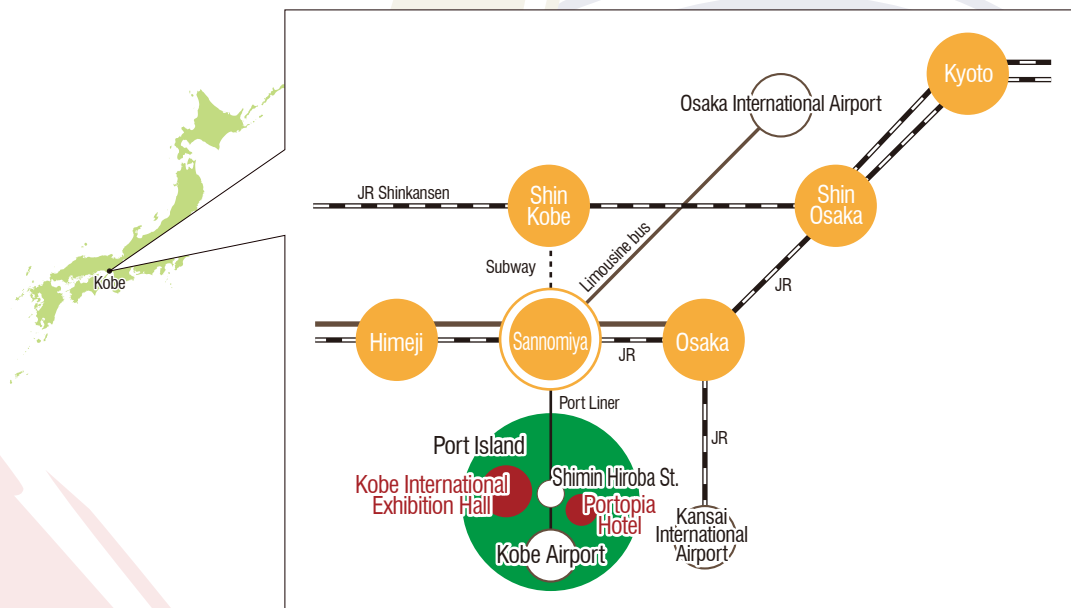 Kyoto
Osaka International Airport
JR Shinkansen
Shin
Kobe
Shin
Osaka
Limousine bus
Subway
Kobe
JR
Himeji
Sannomiya
JR
Osaka
Port Liner
Port Island
JR
Kobe International
Exhibition Hall
Shimin Hiroba St.
Portopia
Hotel
Kansai
International
Airport
Kobe Airport